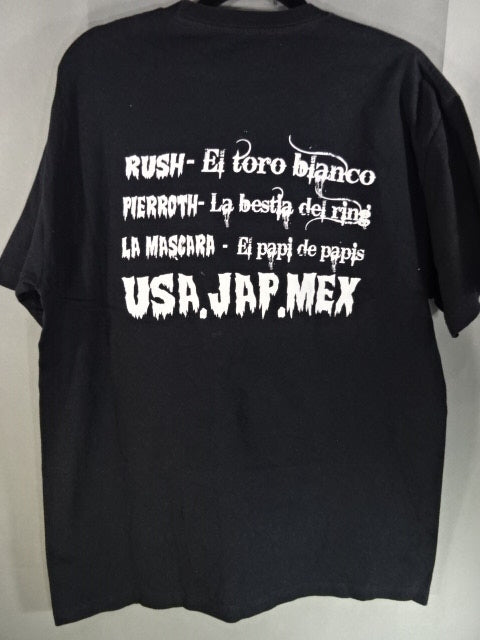 RUSH- El toro blanco
PIERROTH- La bestia del ring
LA MASCARA - El papi de papis
USA.JAP.MEX